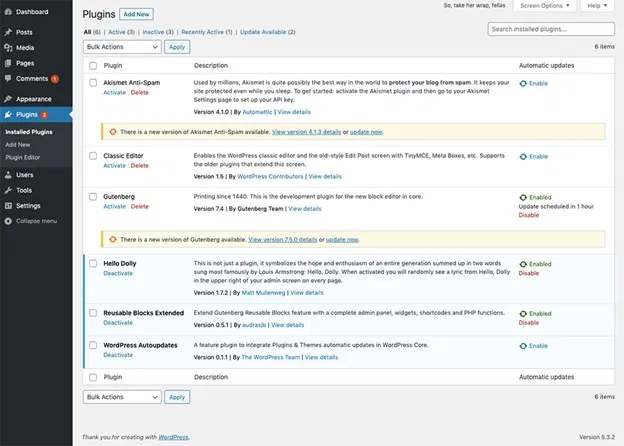 Dashboard
Posts
Media
Pages
Comments 1
Appearance
Plugins 2
Installed Plugins
Add New
Plugin Editor
Users
Tools
Settings
Collapse menu
So, take her wrap, fellas
Screen Options
Help
Plugins Add New
All (6) | Active (3) | Inactive (3) | Recently Active (1) | Update Available (2)
Search installed plugins...
Bulk Actions Apply
6 items
Plugin Description Automatic updates
Akismet Anti-Spam
Activate | Delete
Used by millions, Akismet is quite possibly the best way in the world to protect your blog from spam. It keeps your
site protected even while you sleep. To get started: activate the Akismet plugin and then go to your Akismet
Settings page to set up your API key.
Version 4.1.0 | By Automattic | View details
Enable
There is a new version of Akismet Anti-Spam available. View version 4.1.3 details or update now.
Classic Editor
Activate | Delete
Enables the WordPress classic editor and the old-style Edit Post screen with TinyMCE, Meta Boxes, etc. Supports
the older plugins that extend this screen.
Version 1.5 | By WordPress Contributors | View details
Enable
Gutenberg
Activate | Delete
Printing since 1440. This is the development plugin for the new block editor in core.
Version 7.4 | By Gutenberg Team | View details
Enabled
Update scheduled in 1 hour
Disable
There is a new version of Gutenberg available. View version 7.5.0 details or update now.
Hello Dolly
Deactivate
This is not just a plugin, it symbolizes the hope and enthusiasm of an entire generation summed up in two words
sung most famously by Louis Armstrong: Hello, Dolly. When activated you will randomly see a lyric from Hello, Dolly
in the upper right of your admin screen on every page.
Version 1.7.2 | By Matt Mullenweg | View details
Enabled
Disable
Reusable Blocks Extended
Deactivate
Extend Gutenberg Reusable Blocks feature with a complete admin panel, widgets, shortcodes and PHP functions.
Version 0.5.1 | By audrasjb | View details
Enabled
Disable
WordPress Autoupdates
Deactivate
A feature plugin to integrate Plugins & Themes automatic updates in WordPress Core.
Version 0.1.1 | By The WordPress Team | View details
Enable
Plugin Description Automatic updates
Bulk Actions Apply
6 items
Thank you for creating with WordPress.
Version 5.3.2